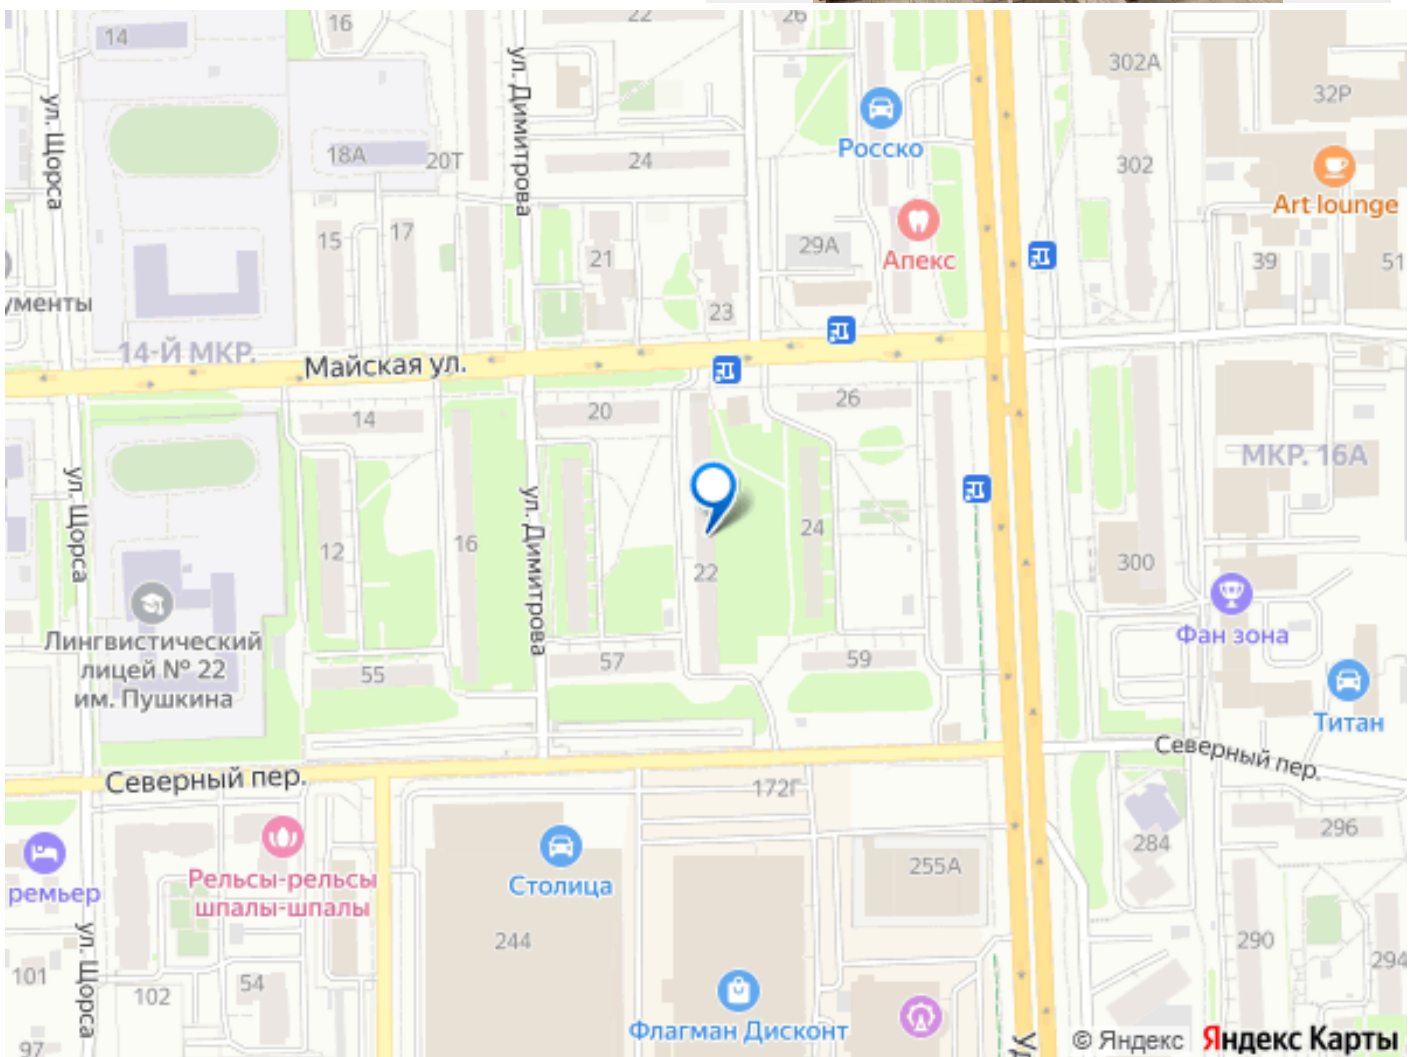 22
26
16
14
302А
32Р
Росско
ул. Щорса
ул. Димитрова
18А
20Т
24
302
Art lounge
15
17
21
29А
Апекс
39
51
ументы
23
14-Й МКР.
Майская ул.
14
20
26
МКР. 16А
ул. Щорса
ул. Димитрова
12
16
22
24
300
Лингвистический
лицей № 22
им. Пушкина
Фан зона
55
57
59
Титан
Северный пер.
Северный пер.
172Г
296
284
ремьер
Рельсы-рельсы
шпалы-шпалы
Столица
255А
ул. Щорса
244
290
294
101
102
54
Флагман Дисконт
97
© Яндекс
Яндекс Карты